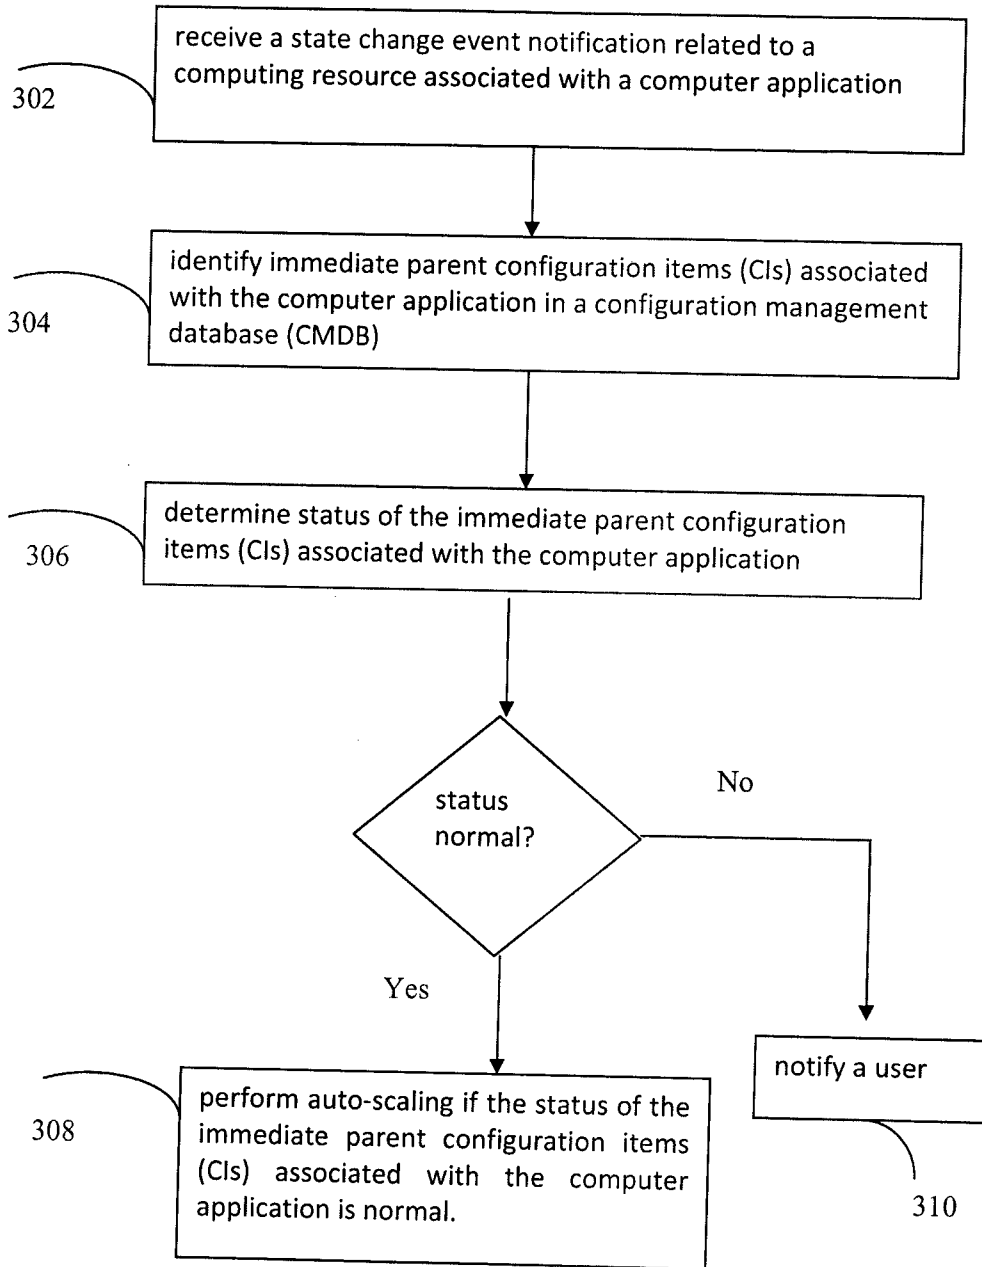 receive a state change event notification related to a
computing resource associated with a computer application
302
identify immediate parent configuration items (CIs) associated
with the computer application in a configuration management
database (CMDB)
304
determine status of the immediate parent configuration
items (CIs) associated with the computer application
306
status
normal?
No
Yes
notify a user
310
perform auto-scaling if the status of the
immediate parent configuration items
(CIs) associated with the computer
application is normal.
308